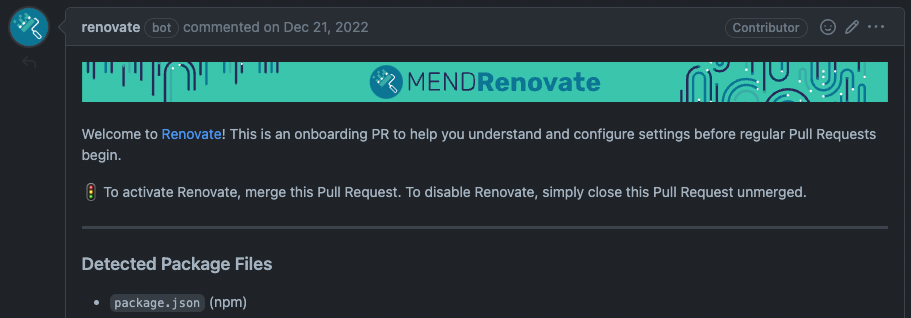 renovate bot commented on Dec 21, 2022 Contributor
MENDRenovate
Welcome to Renovate! This is an onboarding PR to help you understand and configure settings before regular Pull Requests
begin.
🚦 To activate Renovate, merge this Pull Request. To disable Renovate, simply close this Pull Request unmerged.
Detected Package Files
• package.json (npm)